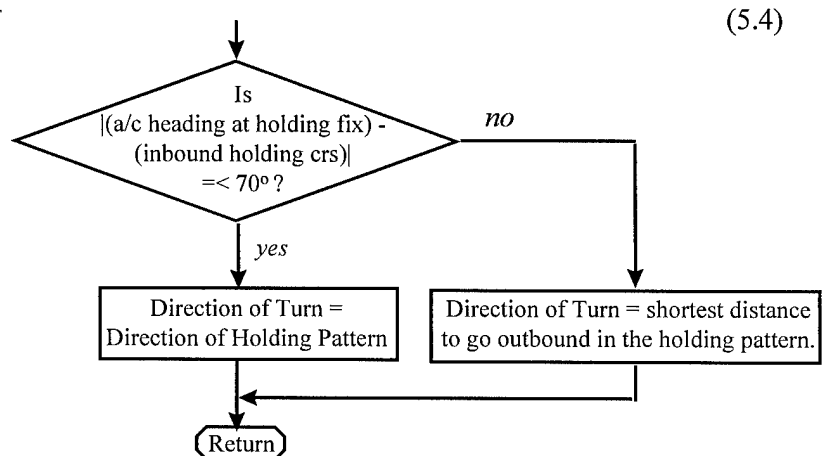 (5.4)
Is
|(a/c heading at holding fix) -
(inbound holding crs)|
=< 70º ?
no
yes
Direction of Turn =
Direction of Holding Pattern
Direction of Turn = shortest distance
to go outbound in the holding pattern.
Return